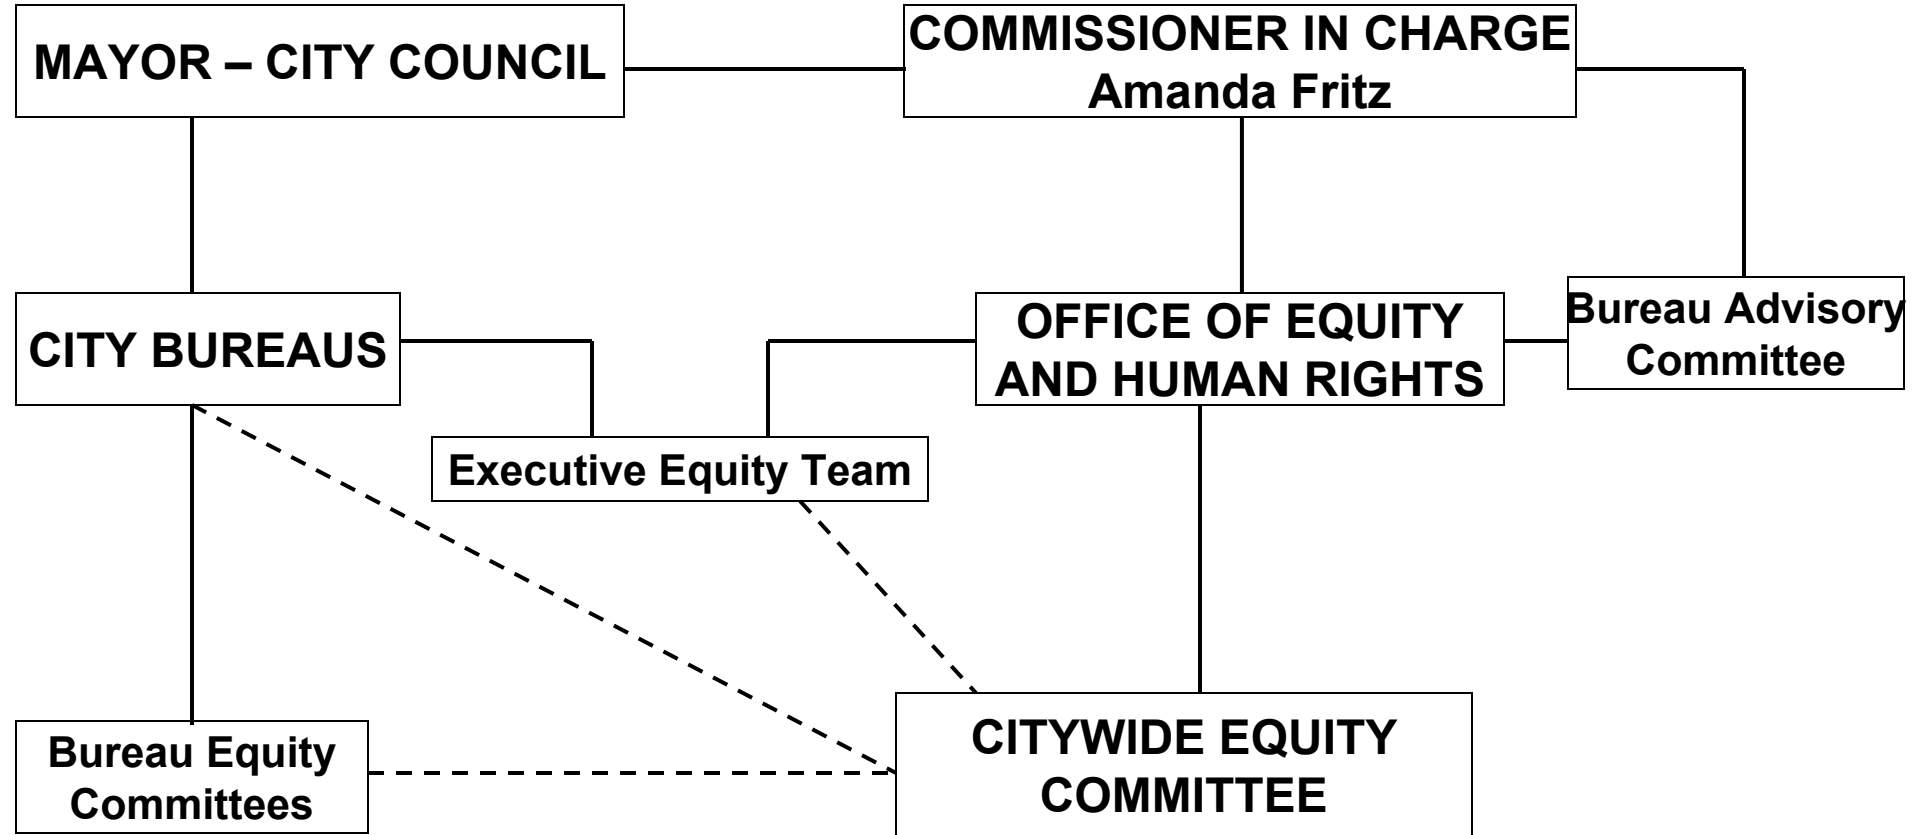 MAYOR – CITY COUNCIL
COMMISSIONER IN CHARGE
Amanda Fritz
CITY BUREAUS
OFFICE OF EQUITY
AND HUMAN RIGHTS
Bureau Advisory
Committee
Executive Equity Team
Bureau Equity
Committees
CITYWIDE EQUITY
COMMITTEE